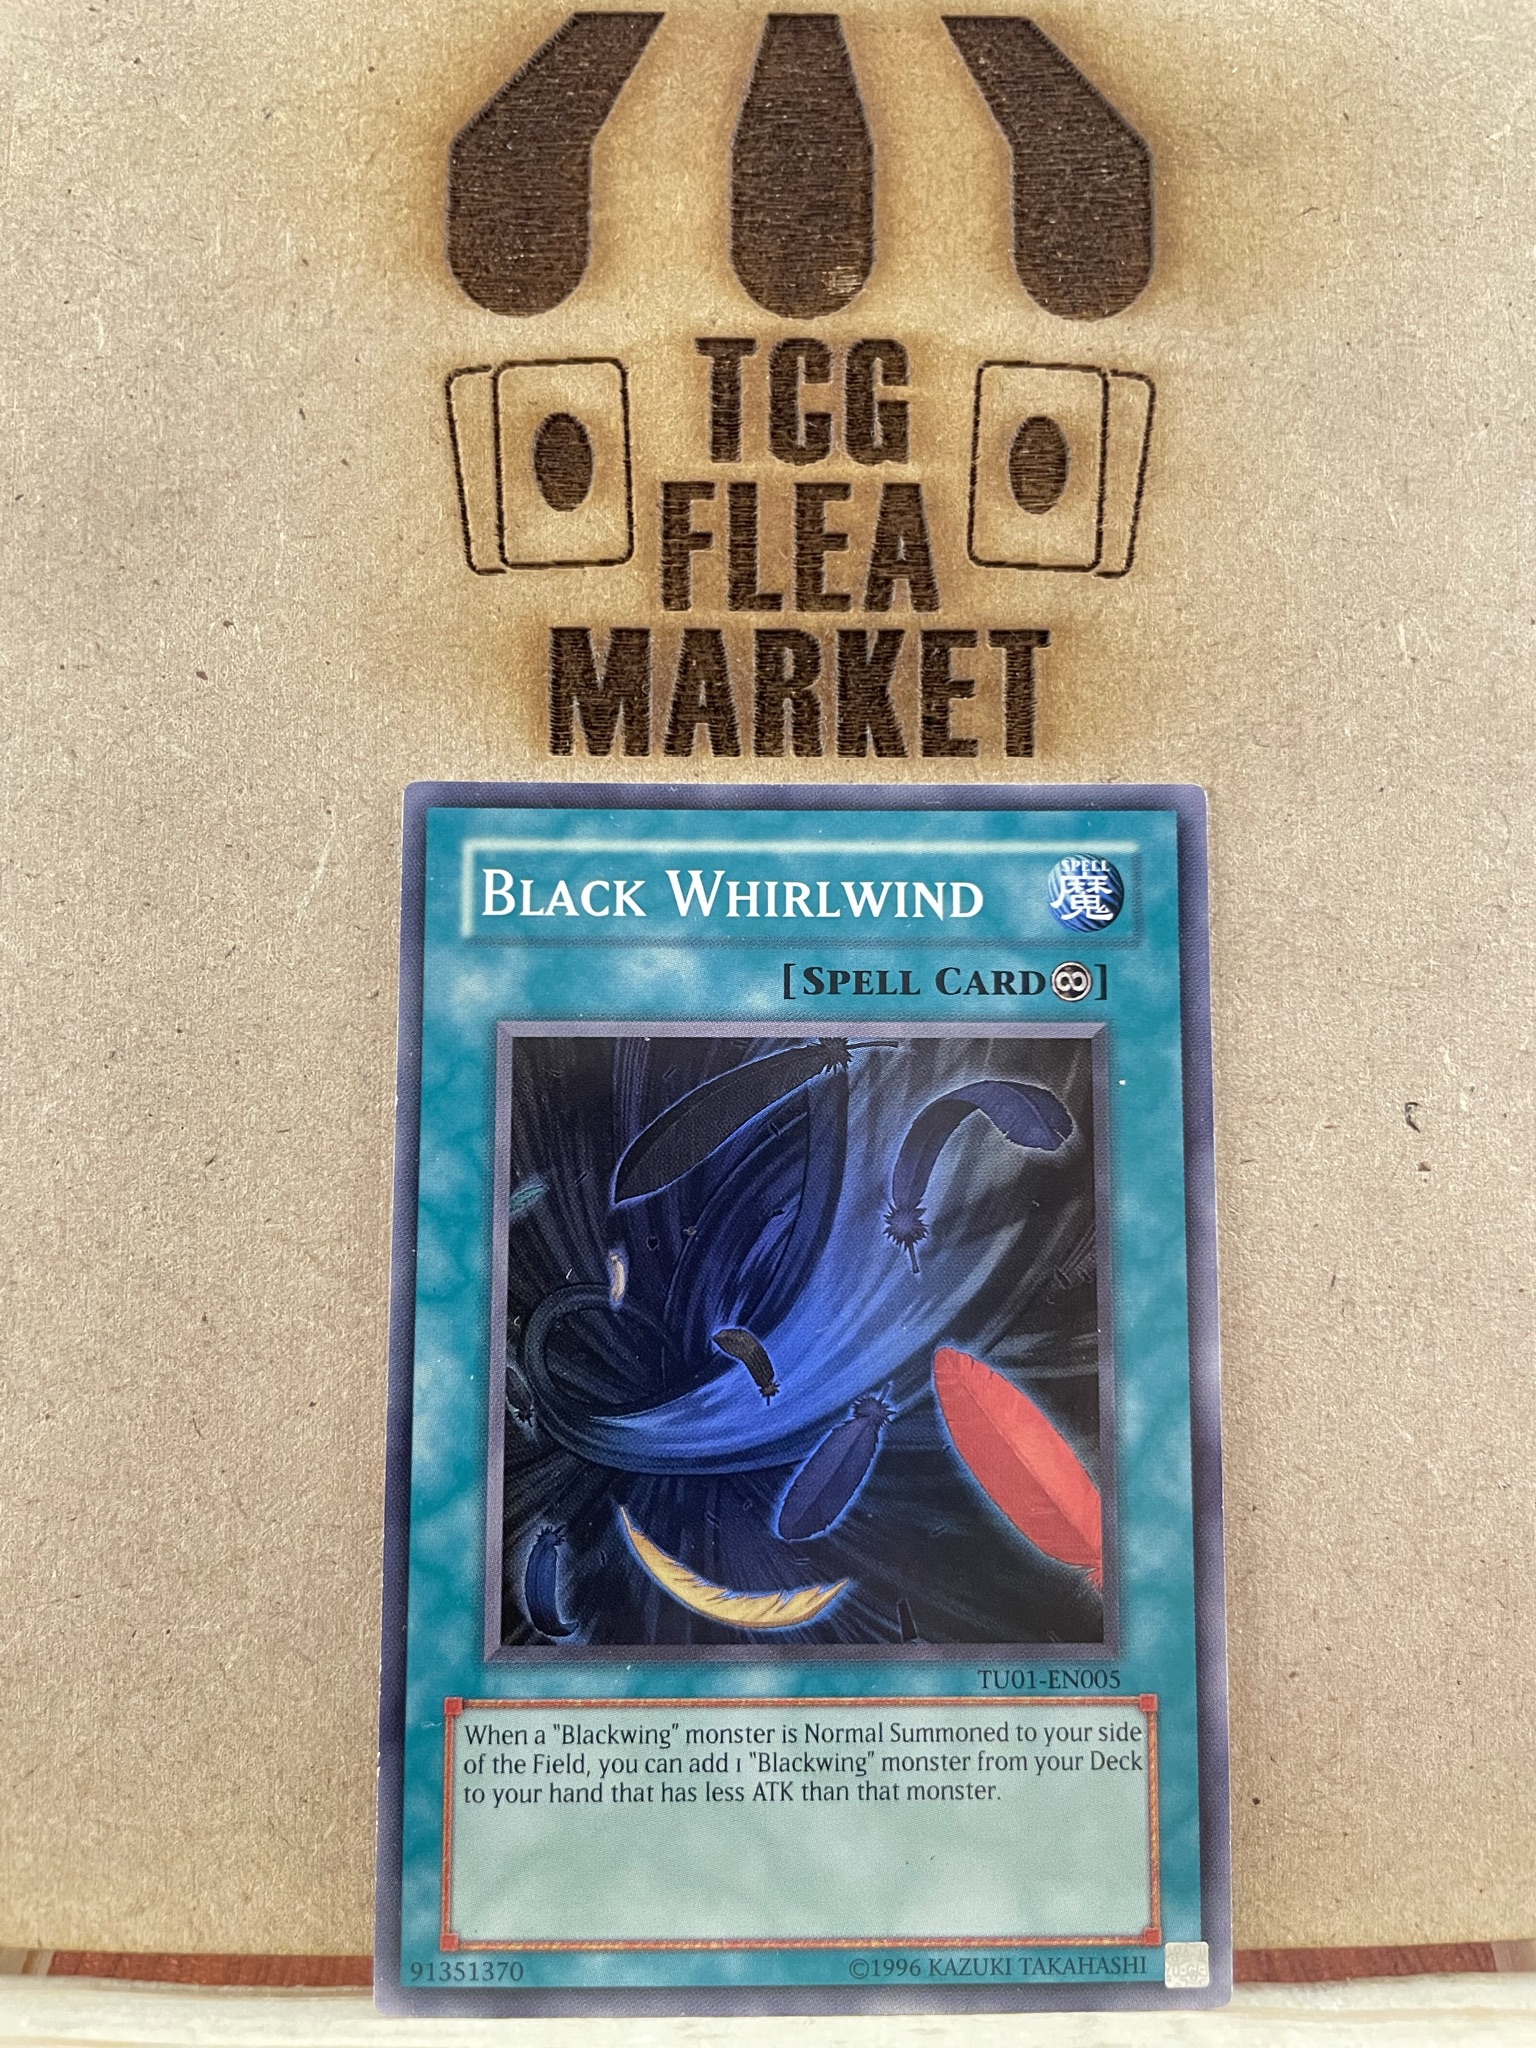 TCG
FLEA
MARKET
BLACK WHIRLWIND
SPELL
魔
[SPELL CARD∞]
TU01-EN005
When a "Blackwing" monster is Normal Summoned to your side
of the Field, you can add 1 "Blackwing" monster from your Deck
to your hand that has less ATK than that monster.
91351370
©1996 KAZUKI TAKAHASHI